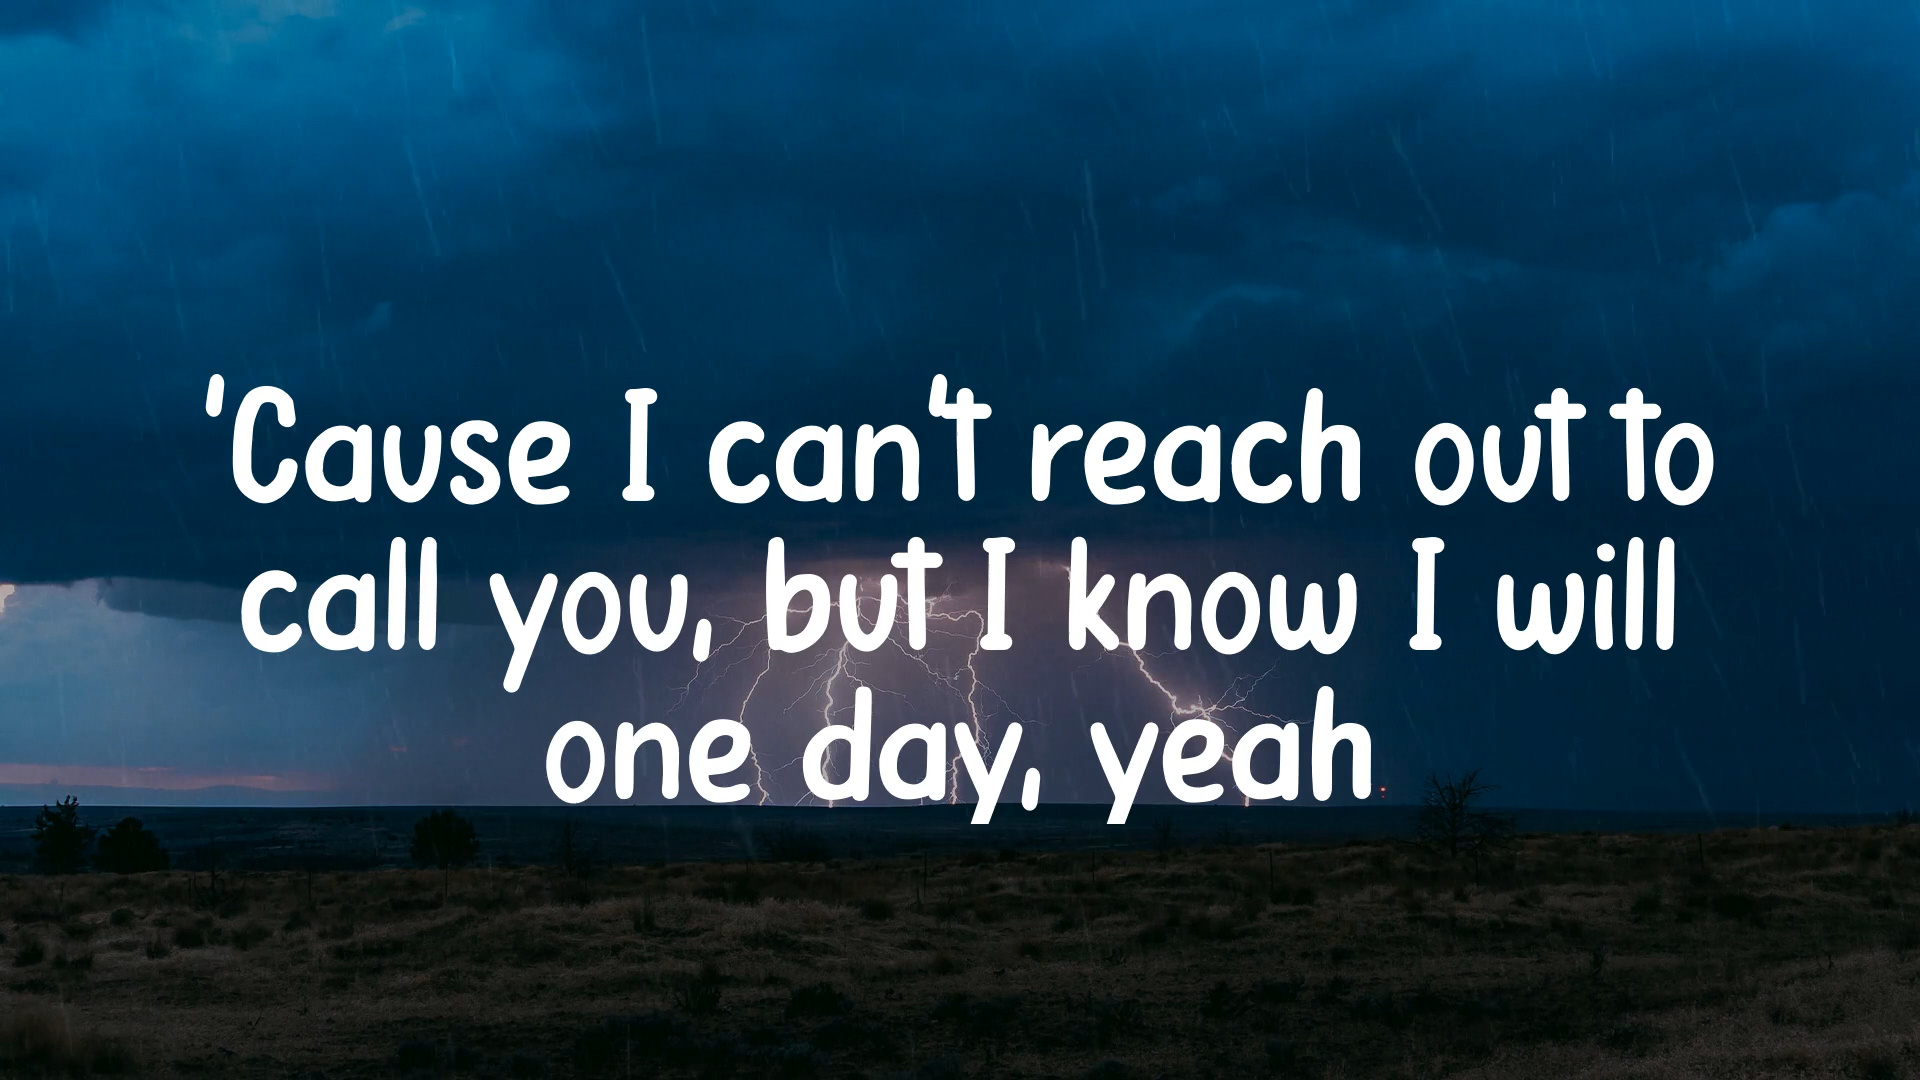 'Cause I can't reach out to
call you, but I know I will
one day, yeah